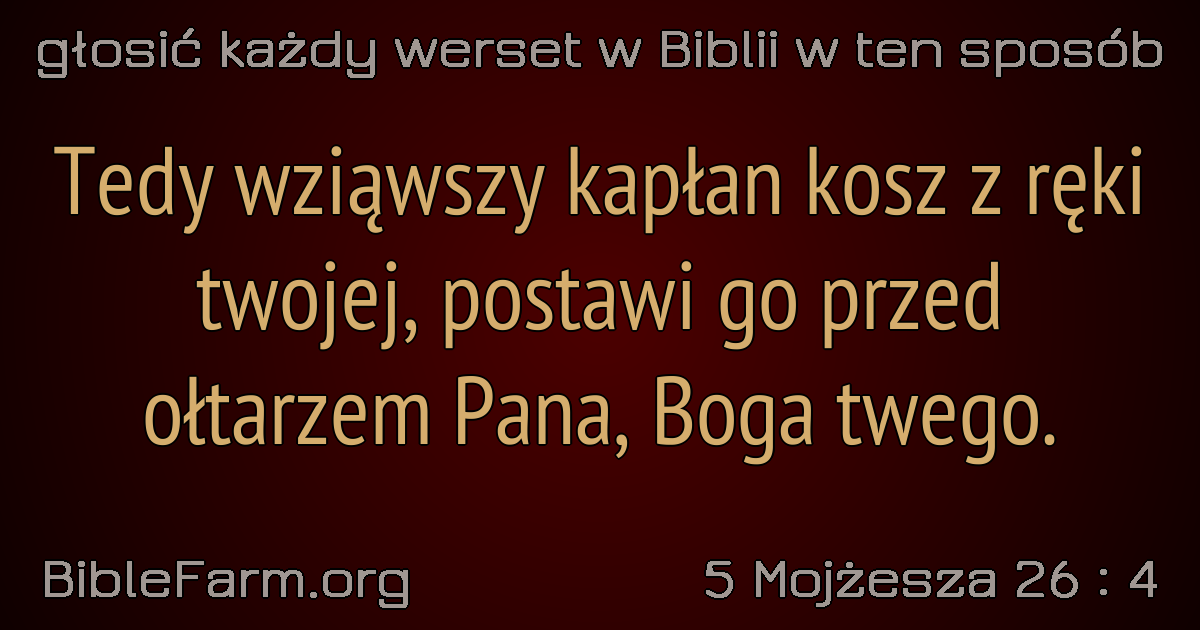 głosić każdy werset w Biblii w ten sposób
Tedy wziąwszy kapłan kosz z ręki
twojej, postawi go przed
ołtarzem Pana, Boga twego.
BibleFarm.org
5 Mojżesza 26 : 4